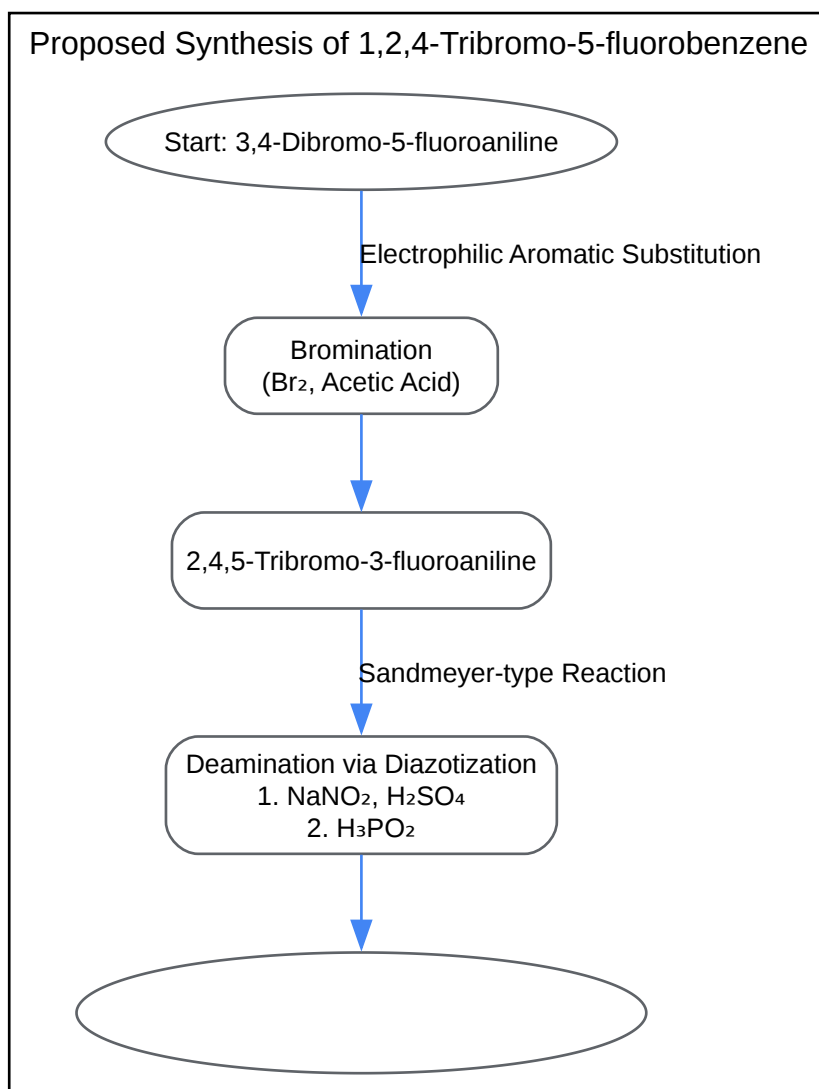 Proposed Synthesis of 1,2,4-Tribromo-5-fluorobenzene
Start: 3,4-Dibromo-5-fluoroaniline
Electrophilic Aromatic Substitution
Bromination
(Br₂, Acetic Acid)
2,4,5-Tribromo-3-fluoroaniline
Sandmeyer-type Reaction
Deamination via Diazotization
1. NaNO₂, H₂SO₄
2. H₃PO₂